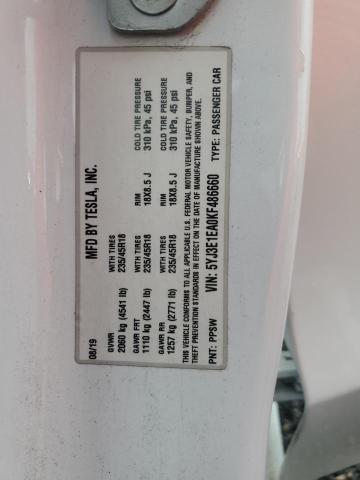 MFD BY TESLA, INC.
08/19
GVWR
2060 kg (4541 lb)
GAWR FRT WITH TIRES RIM COLD TIRE PRESSURE
1110 kg (2447 lb) 235/45R18 18X8.5 J 310 kPa, 45 psi
GAWR RR WITH TIRES RIM COLD TIRE PRESSURE
1257 kg (2771 lb) 235/45R18 18X8.5 J 310 kPa, 45 psi
THIS VEHICLE CONFORMS TO ALL APPLICABLE U.S. FEDERAL MOTOR VEHICLE SAFETY, BUMPER, AND
THEFT PREVENTION STANDARDS IN EFFECT ON THE DATE OF MANUFACTURE SHOWN ABOVE.
PNT: PPSW VIN: 5YJ3E1EA0KF486660 TYPE: PASSENGER CAR